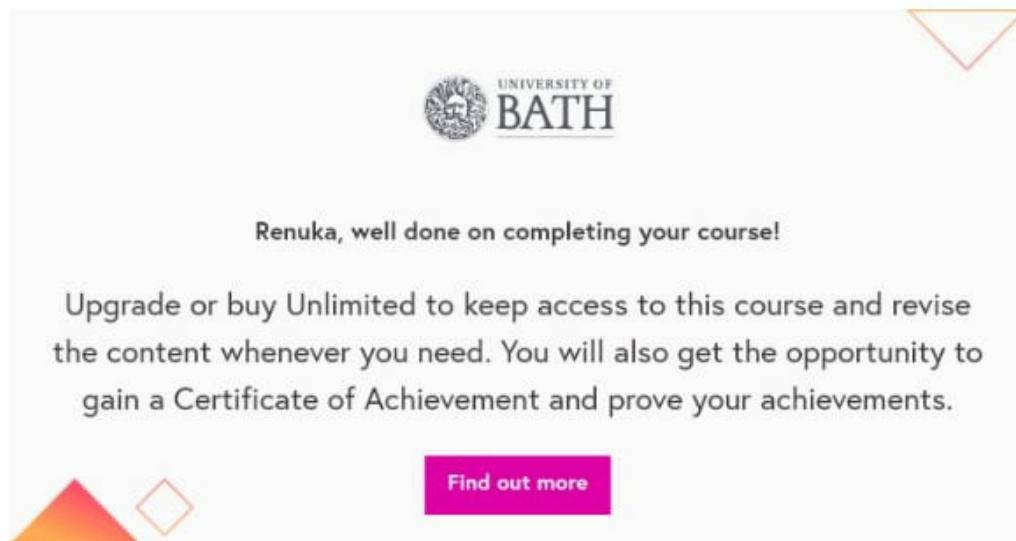 UNIVERSITY OF
BATH
Renuka, well done on completing your course!
Upgrade or buy Unlimited to keep access to this course and revise
the content whenever you need. You will also get the opportunity to
gain a Certificate of Achievement and prove your achievements.
Find out more